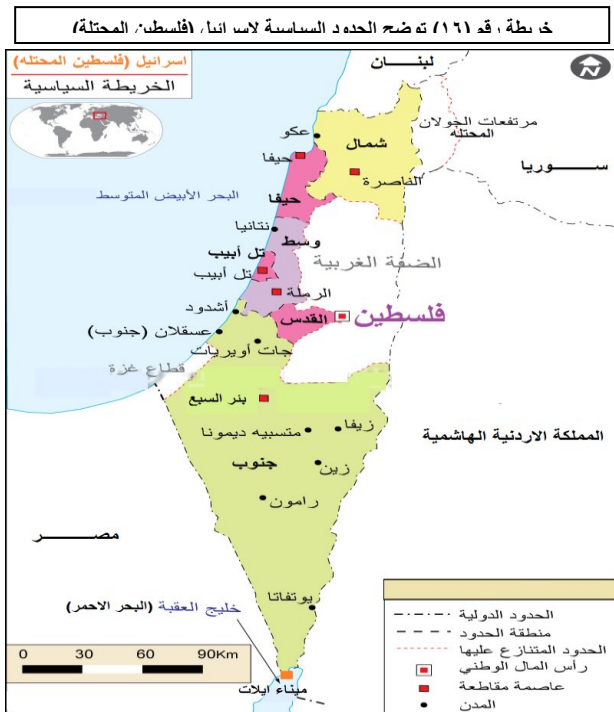 خريطة رقم (١٦) توضح الحدود السياسية لاسرائيل (فلسطين المحتلة)
اسرائيل (فلسطين المحتله)
الخريطة السياسية
لبنــــان
N
مرتفعات الجولان
المحتله
ســــوريا
عكو
شمال
حيفا
الناصرة
البحر الأبيض المتوسط
حيفا
نتانيا
وسط
تل أبيب
الضفة الغربية
تل أبيب
الرملة
أشدود
فلسطين
القدس
عسقلان (جنوب)
جات أويريات
قطاع غزة
بئر السبع
زيفا
المملكة الاردنية الهاشمية
متسبيه ديمونا
جنوب
زين
رامون
مصــــر
يوتفاتا
خليج العقبة (البحر الاحمر)
الحدود الدولية
منطقة الحدود
الحدود المتنازع عليها
رأس المال الوطني
عاصمة مقاطعة
المدن
0 30 60 90Km
ميناء ايلات